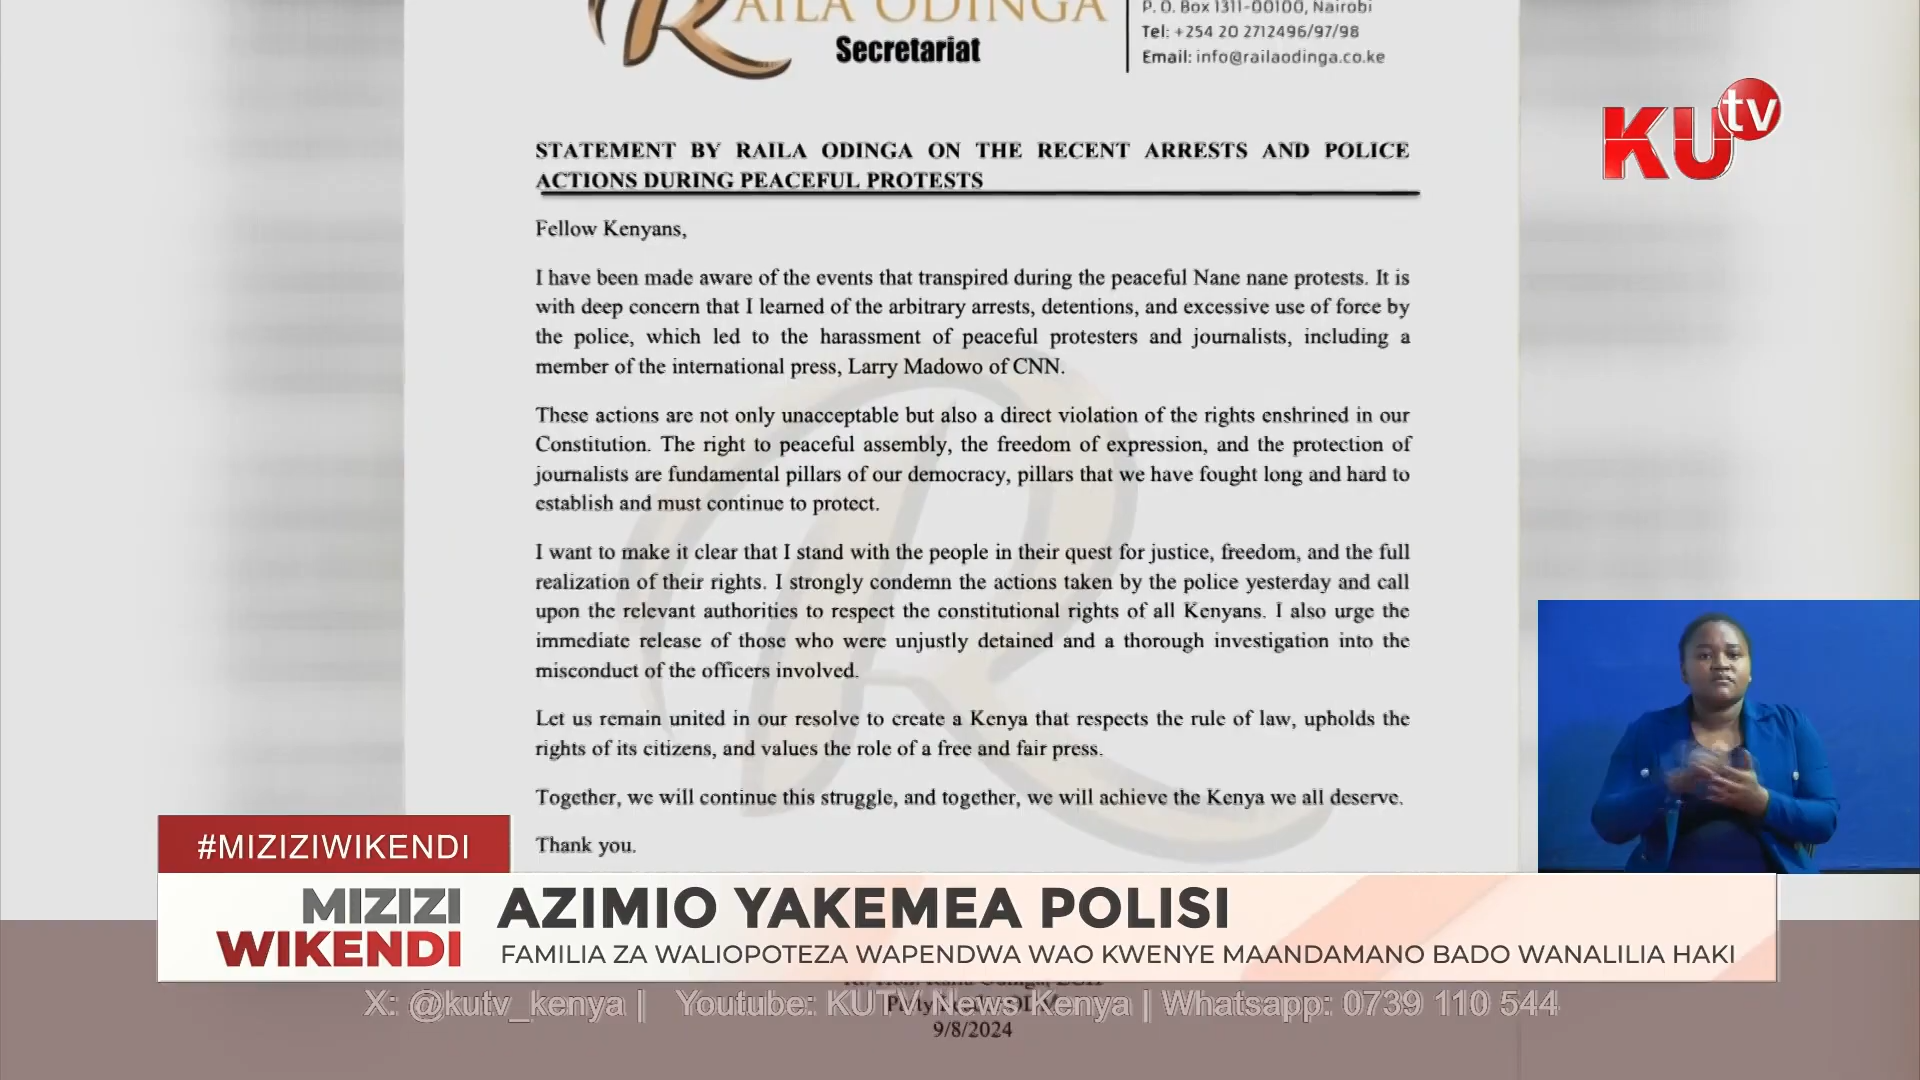 RAILA ODINGA
Secretariat
P. O. Box 1311-00100, Nairobi
Tel: +254 20 2712496/97/98
Email: info@railaodinga.co.ke
KUtv
STATEMENT BY RAILA ODINGA ON THE RECENT ARRESTS AND POLICE
ACTIONS DURING PEACEFUL PROTESTS
Fellow Kenyans,
I have been made aware of the events that transpired during the peaceful Nane nane protests. It is
with deep concern that I learned of the arbitrary arrests, detentions, and excessive use of force by
the police, which led to the harassment of peaceful protesters and journalists, including a
member of the international press, Larry Madowo of CNN.
These actions are not only unacceptable but also a direct violation of the rights enshrined in our
Constitution. The right to peaceful assembly, the freedom of expression, and the protection of
journalists are fundamental pillars of our democracy, pillars that we have fought long and hard to
establish and must continue to protect.
I want to make it clear that I stand with the people in their quest for justice, freedom, and the full
realization of their rights. I strongly condemn the actions taken by the police yesterday and call
upon the relevant authorities to respect the constitutional rights of all Kenyans. I also urge the
immediate release of those who were unjustly detained and a thorough investigation into the
misconduct of the officers involved.
Let us remain united in our resolve to create a Kenya that respects the rule of law, upholds the
rights of its citizens, and values the role of a free and fair press.
Together, we will continue this struggle, and together, we will achieve the Kenya we all deserve.
Thank you.
#MIZIZIWIKENDI
MIZIZI
WIKENDI
AZIMIO YAKEMEA POLISI
FAMILIA ZA WALIOPOTEZA WAPENDWA WAO KWENYE MAANDAMANO BADO WANALILIA HAKI
X: @kutv_kenya | Youtube: KUTV News Kenya | Whatsapp: 0739 110 544
9/8/2024